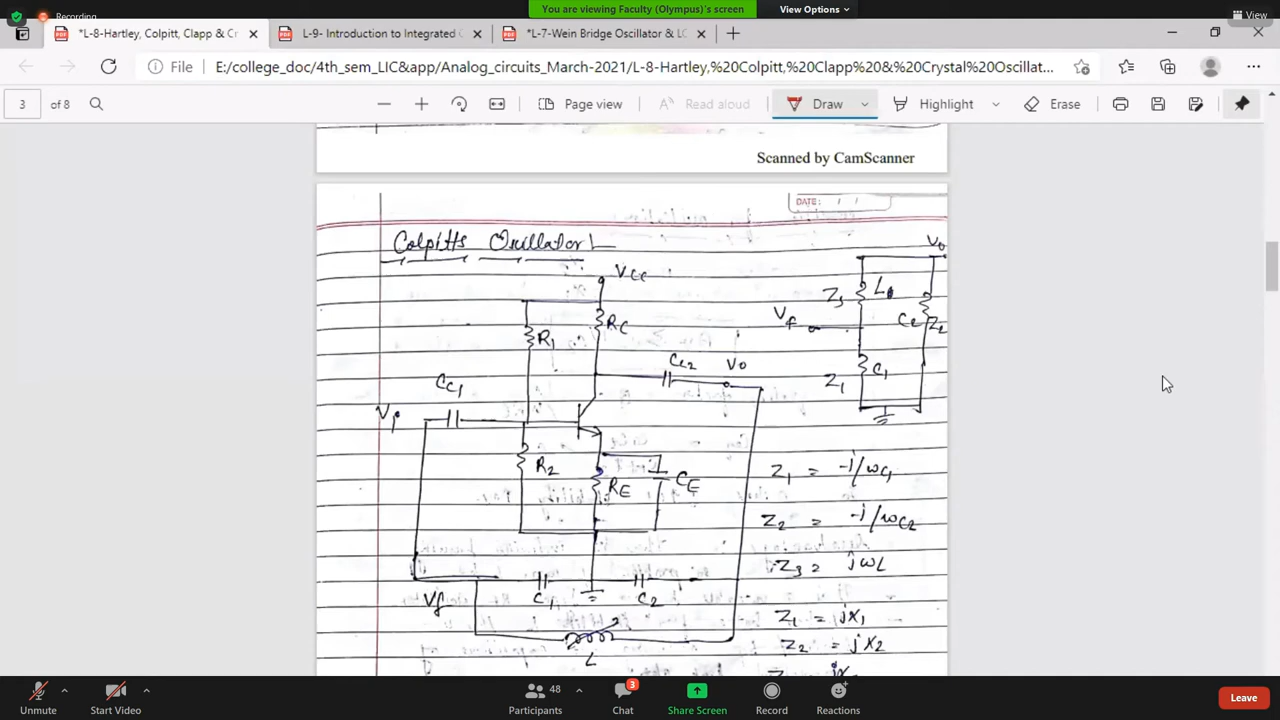 Recording
You are viewing Faculty (Olympus)'s screen
View Options
View
*L-8-Hartley, Colpitt, Clapp & Cr
L-9- Introduction to Integrated C
*L-7-Wein Bridge Oscillator & LC
File
E:/college_doc/4th_sem_LIC&app/Analog_circuits_March-2021/L-8-Hartley,%20Colpitt,%20Clapp%20&%20Crystal%20Oscillat...
3 of 8
Page view
Read aloud
Draw
Highlight
Erase
Scanned by CamScanner
DATE: / /
Colpitts Oscillator
Vcc
Vo
Z3 L
RC
Vf
C2 Z2
R1
CC2 Vo
C1
Z1
CC1
Vi
R2
RE
CE
Z1 = -j/ωC1
Z2 = -j/ωC2
Z3 = jωL
Vf
C1
C2
Z1 = jX1
Z2 = jX2
L
Unmute
Start Video
48
Participants
3
Chat
Share Screen
Record
Reactions
Leave